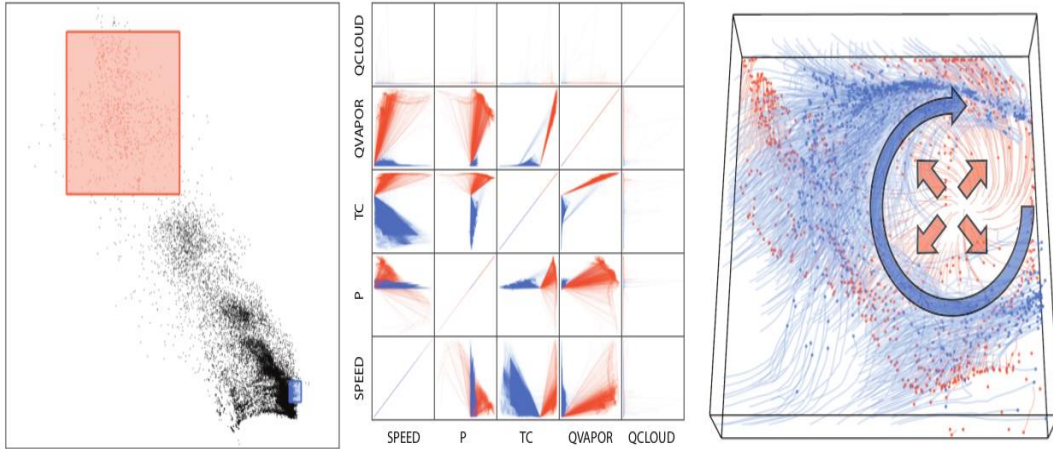 QCLOUD
QVAPOR
TC
P
SPEED
SPEED P TC QVAPOR QCLOUD